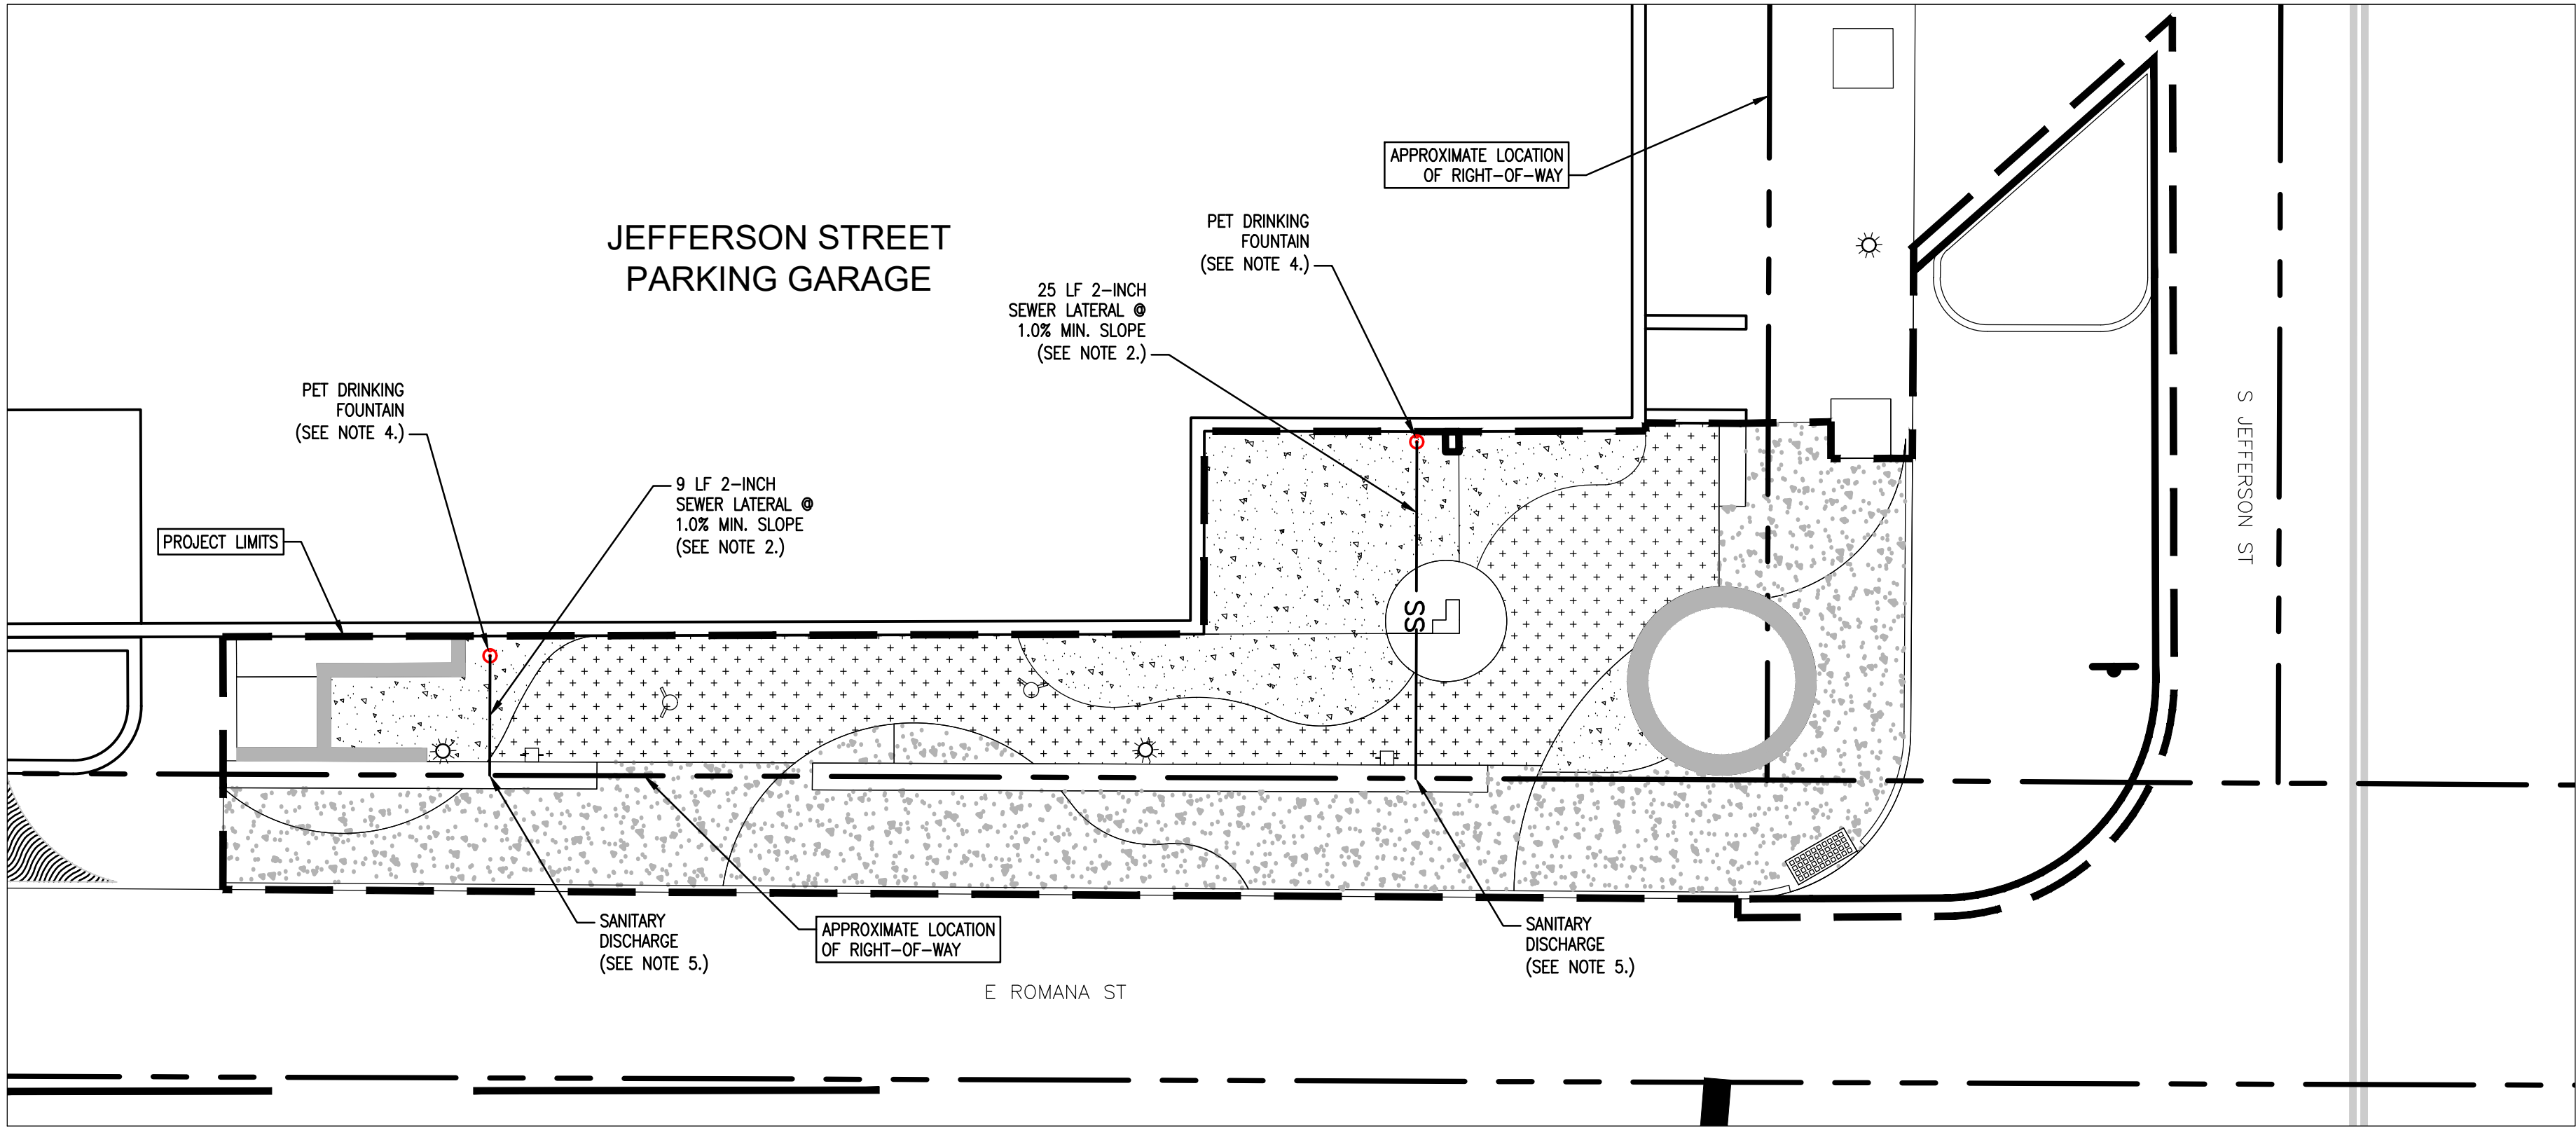 APPROXIMATE LOCATION
OF RIGHT-OF-WAY
JEFFERSON STREET
PARKING GARAGE
PET DRINKING
FOUNTAIN
(SEE NOTE 4.)
25 LF 2-INCH
SEWER LATERAL @
1.0% MIN. SLOPE
(SEE NOTE 2.)
PET DRINKING
FOUNTAIN
(SEE NOTE 4.)
S JEFFERSON ST
9 LF 2-INCH
SEWER LATERAL @
1.0% MIN. SLOPE
(SEE NOTE 2.)
PROJECT LIMITS
SS
SANITARY
DISCHARGE
(SEE NOTE 5.)
APPROXIMATE LOCATION
OF RIGHT-OF-WAY
SANITARY
DISCHARGE
(SEE NOTE 5.)
E ROMANA ST